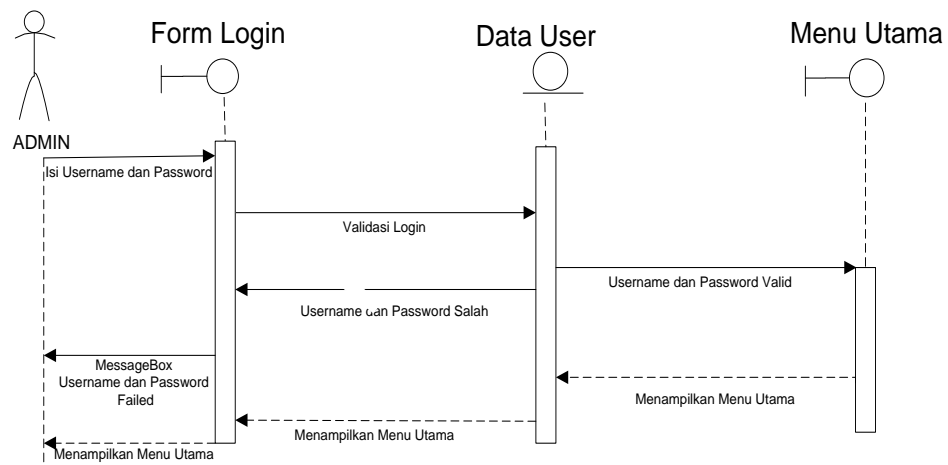 Form Login
Data User
Menu Utama
ADMIN
Isi Username dan Password
Validasi Login
Username dan Password Valid
Username dan Password Salah
MessageBox
Username dan Password
Failed
Menampilkan Menu Utama
Menampilkan Menu Utama
Menampilkan Menu Utama